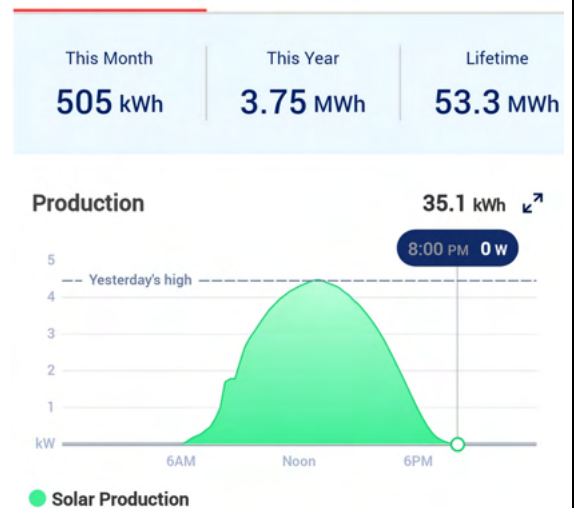 This Month This Year Lifetime
505 kWh 3.75 MWh 53.3 MWh
Production 35.1 kWh
8:00 PM 0 W
5
Yesterday's high
4
3
2
1
kW
6AM Noon 6PM
Solar Production